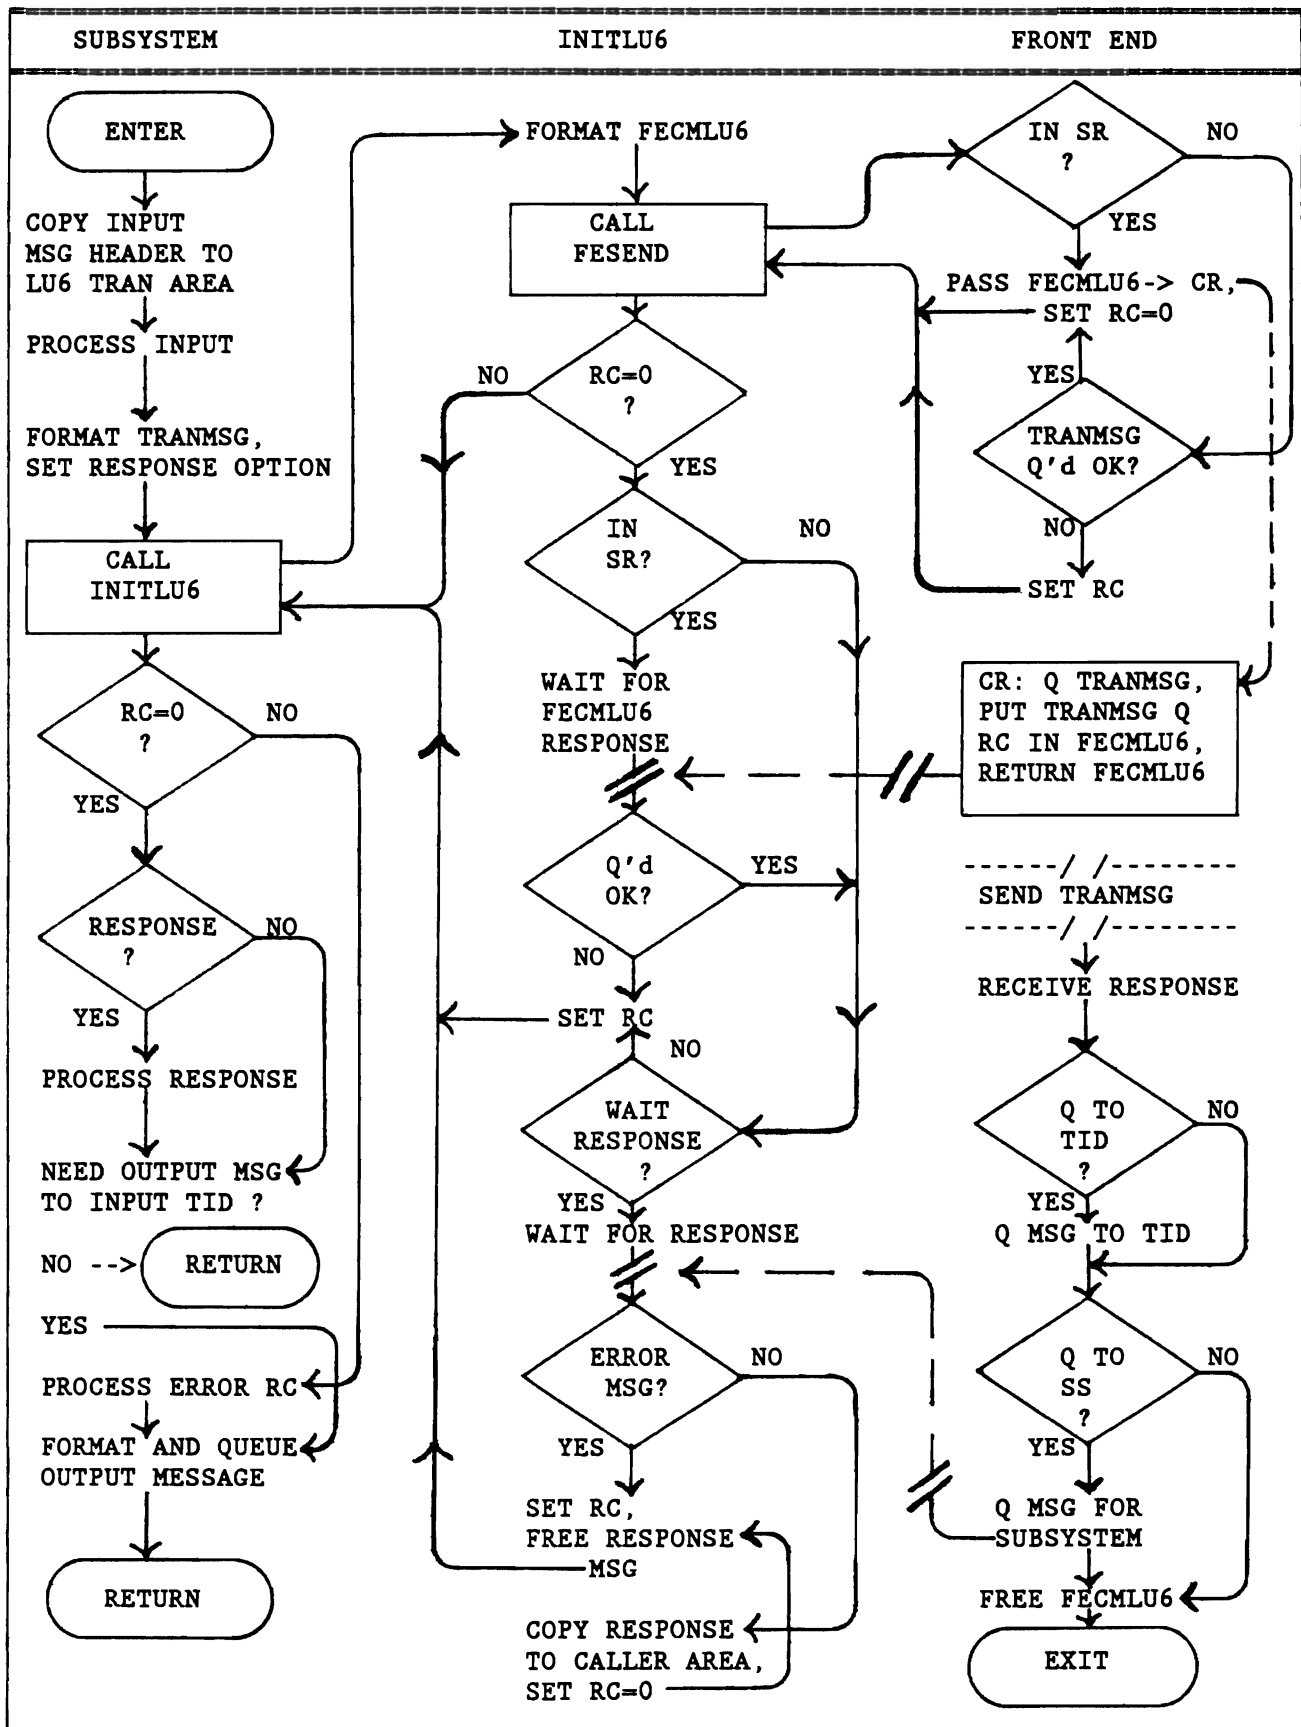 SUBSYSTEM
INITLU6
FRONT END
ENTER
COPY INPUT
MSG HEADER TO
LU6 TRAN AREA
PROCESS INPUT
FORMAT TRANMSG,
SET RESPONSE OPTION
CALL
INITLU6
RC=0
?
NO
YES
RESPONSE
?
NO
YES
PROCESS RESPONSE
NEED OUTPUT MSG
TO INPUT TID ?
NO --> RETURN
YES
PROCESS ERROR RC
FORMAT AND QUEUE
OUTPUT MESSAGE
RETURN
FORMAT FECMLU6
CALL
FESEND
RC=0
?
NO
YES
IN
SR?
NO
YES
WAIT FOR
FECMLU6
RESPONSE
Q'd
OK?
YES
NO
SET RC
NO
WAIT
RESPONSE
?
YES
WAIT FOR RESPONSE
ERROR
MSG?
NO
YES
SET RC,
FREE RESPONSE
MSG
COPY RESPONSE
TO CALLER AREA,
SET RC=0
IN SR
?
NO
YES
PASS FECMLU6-> CR,
SET RC=0
YES
TRANMSG
Q'd OK?
NO
SET RC
CR: Q TRANMSG,
PUT TRANMSG Q
RC IN FECMLU6,
RETURN FECMLU6
------/ /--------
SEND TRANMSG
------/ /--------
RECEIVE RESPONSE
Q TO
TID
?
NO
YES
Q MSG TO TID
Q TO
SS
?
NO
YES
Q MSG FOR
SUBSYSTEM
FREE FECMLU6
EXIT